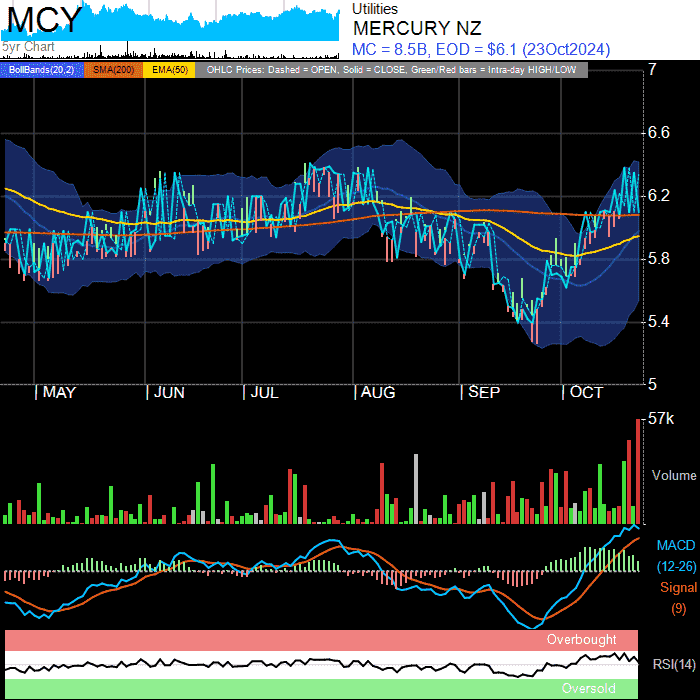 MCY
5yr Chart
Utilities
MERCURY NZ
MC = 8.5B, EOD = $6.1 (23Oct2024)
BollBands(20,2) SMA(200) EMA(50) OHLC Prices: Dashed = OPEN, Solid = CLOSE, Green/Red bars = Intra-day HIGH/LOW
7
6.6
6.2
5.8
5.4
5
MAY JUN JUL AUG SEP OCT
57k
Volume
MACD
(12-26)
Signal
(9)
Overbought
RSI(14)
Oversold